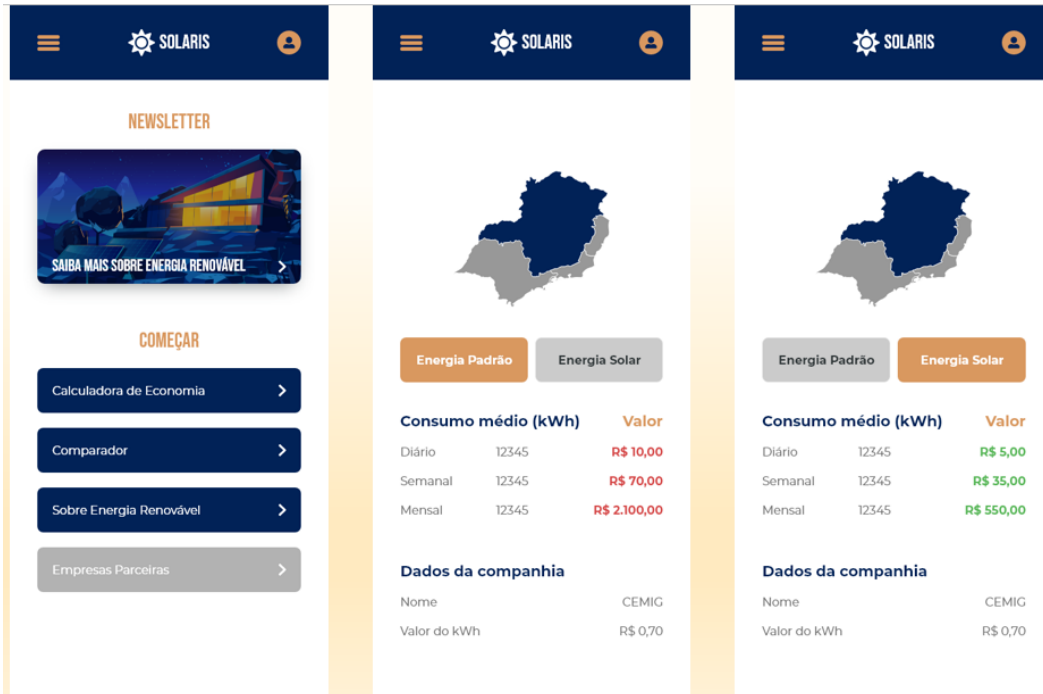 SOLARIS
NEWSLETTER
SAIBA MAIS SOBRE ENERGIA RENOVÁVEL
COMEÇAR
Calculadora de Economia
Comparador
Sobre Energia Renovável
Empresas Parceiras
SOLARIS
Energia Padrão Energia Solar
Consumo médio (kWh) Valor
Diário 12345 R$ 10,00
Semanal 12345 R$ 70,00
Mensal 12345 R$ 2.100,00
Dados da companhia
Nome CEMIG
Valor do kWh R$ 0,70
SOLARIS
Energia Padrão Energia Solar
Consumo médio (kWh) Valor
Diário 12345 R$ 5,00
Semanal 12345 R$ 35,00
Mensal 12345 R$ 550,00
Dados da companhia
Nome CEMIG
Valor do kWh R$ 0,70